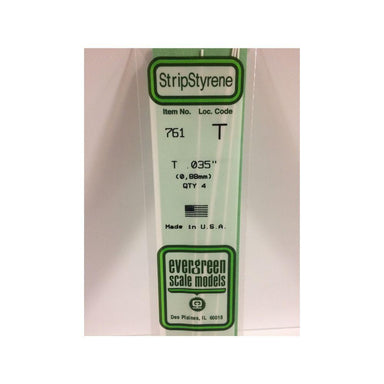 StripStyrene
Item No. Loc. Code
761 T
T .035"
(0,88mm)
QTY 4
Made in U.S.A.
evergreen
scale models
Des Plaines, IL 60018